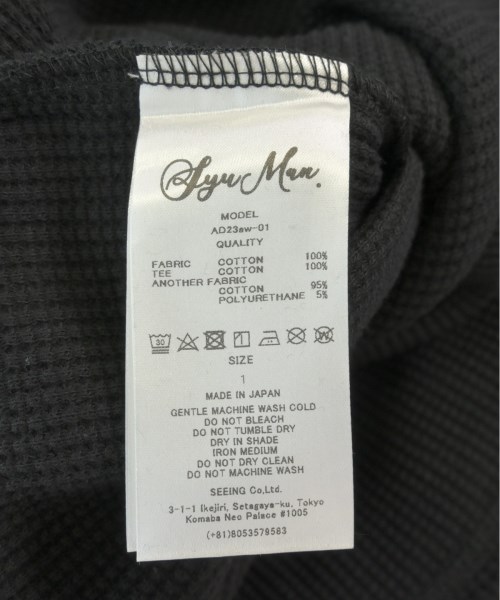 Ryu Man.
MODEL
AD23aw-01
QUALITY
FABRIC COTTON 100%
TEE COTTON 100%
ANOTHER FABRIC
COTTON 95%
POLYURETHANE 5%
30 W
SIZE
1
MADE IN JAPAN
GENTLE MACHINE WASH COLD
DO NOT BLEACH
DO NOT TUMBLE DRY
DRY IN SHADE
IRON MEDIUM
DO NOT DRY CLEAN
DO NOT MACHINE WASH
SEEING Co,Ltd.
3-1-1 Ikejiri, Setagaya-ku, Tokyo
Komaba Neo Palace #1005
(+81)8053579583